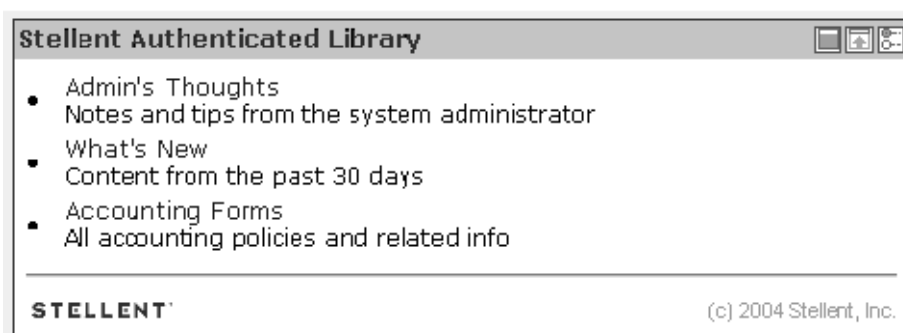 Stellent Authenticated Library
Admin's Thoughts
Notes and tips from the system administrator
What's New
Content from the past 30 days
Accounting Forms
All accounting policies and related info
STELLENT
(c) 2004 Stellent, Inc.